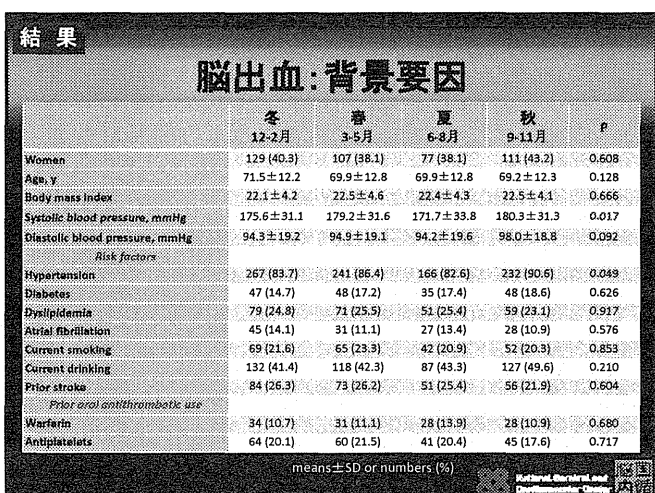 結 果
脳出血:背景要因
冬 12-2月 春 3-5月 夏 6-8月 秋 9-11月 P
Women 129 (40.3) 107 (38.1) 77 (38.1) 111 (43.2) 0.608
Age, y 71.5±12.2 69.9±12.8 69.9±12.8 69.2±12.3 0.128
Body mass index 22.1±4.2 22.5±4.6 22.4±4.3 22.5±4.1 0.666
Systolic blood pressure, mmHg 175.6±31.1 179.2±31.6 171.7±33.8 180.3±31.3 0.017
Diastolic blood pressure, mmHg 94.3±19.2 94.9±19.1 94.2±19.6 98.0±18.8 0.092
Risk factors
Hypertension 267 (83.7) 241 (86.4) 166 (82.6) 232 (90.6) 0.049
Diabetes 47 (14.7) 48 (17.2) 35 (17.4) 48 (18.6) 0.626
Dyslipidemia 79 (24.8) 71 (25.5) 51 (25.4) 59 (23.1) 0.917
Atrial fibrillation 45 (14.1) 31 (11.1) 27 (13.4) 28 (10.9) 0.576
Current smoking 69 (21.6) 65 (23.3) 42 (20.9) 52 (20.3) 0.853
Current drinking 132 (41.4) 118 (42.3) 87 (43.3) 127 (49.6) 0.210
Prior stroke 84 (26.3) 73 (26.2) 51 (25.4) 56 (21.9) 0.604
Prior oral antithrombotic use
Warfarin 34 (10.7) 31 (11.1) 28 (13.9) 28 (10.9) 0.680
Antiplatelets 64 (20.1) 60 (21.5) 41 (20.4) 45 (17.6) 0.717
means±SD or numbers (%)
National Cerebral and
Cardiovascular Center